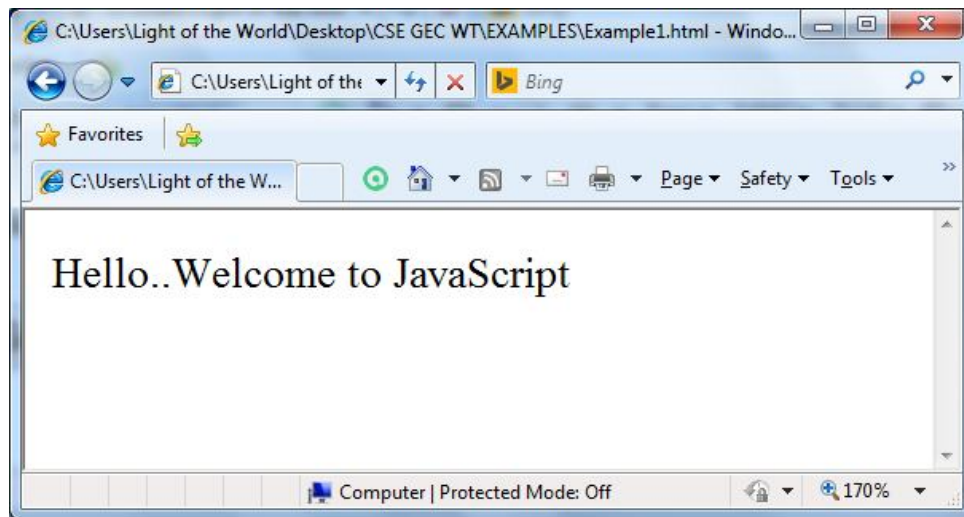 C:\Users\Light of the World\Desktop\CSE GEC WT\EXAMPLES\Example1.html - Windo...
C:\Users\Light of the Bing
Favorites
C:\Users\Light of the W... Page Safety Tools »
Hello..Welcome to JavaScript
Computer | Protected Mode: Off 170%